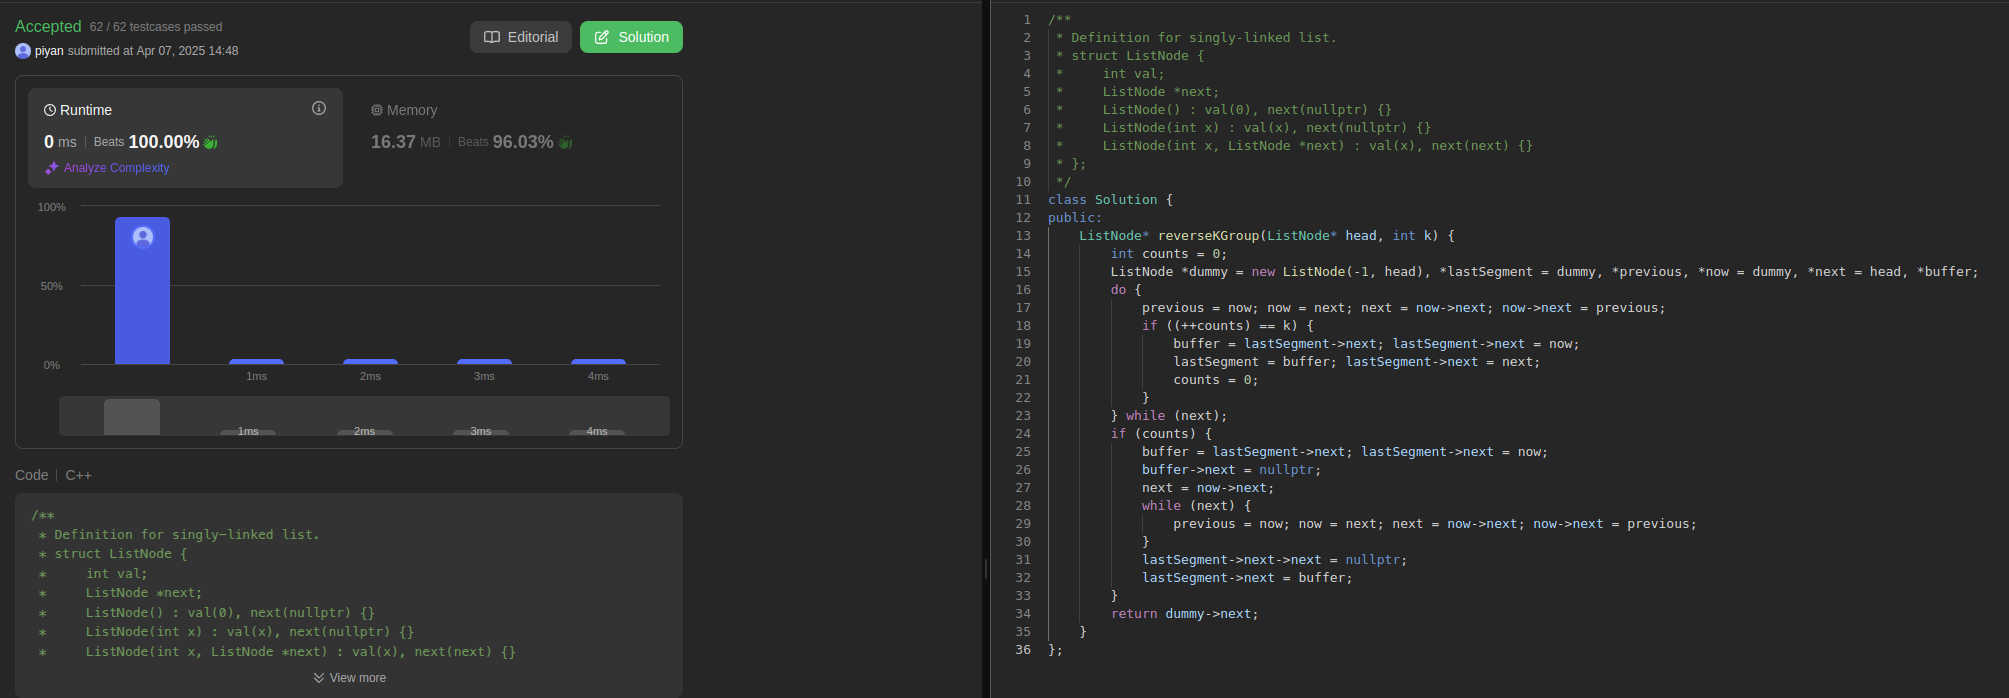 Accepted 62 / 62 testcases passed
piyan submitted at Apr 07, 2025 14:48
Editorial
Solution
Runtime
0 ms | Beats 100.00%
Analyze Complexity
Memory
16.37 MB | Beats 96.03%
100%
50%
0%
1ms 2ms 3ms 4ms
1ms 2ms 3ms 4ms
Code | C++
/**
 * Definition for singly-linked list.
 * struct ListNode {
 *     int val;
 *     ListNode *next;
 *     ListNode() : val(0), next(nullptr) {}
 *     ListNode(int x) : val(x), next(nullptr) {}
 *     ListNode(int x, ListNode *next) : val(x), next(next) {}
View more
1 /**
2  * Definition for singly-linked list.
3  * struct ListNode {
4  *     int val;
5  *     ListNode *next;
6  *     ListNode() : val(0), next(nullptr) {}
7  *     ListNode(int x) : val(x), next(nullptr) {}
8  *     ListNode(int x, ListNode *next) : val(x), next(next) {}
9  * };
10  */
11 class Solution {
12 public:
13     ListNode* reverseKGroup(ListNode* head, int k) {
14         int counts = 0;
15         ListNode *dummy = new ListNode(-1, head), *lastSegment = dummy, *previous, *now = dummy, *next = head, *buffer;
16         do {
17             previous = now; now = next; next = now->next; now->next = previous;
18             if ((++counts) == k) {
19                 buffer = lastSegment->next; lastSegment->next = now;
20                 lastSegment = buffer; lastSegment->next = next;
21                 counts = 0;
22             }
23         } while (next);
24         if (counts) {
25             buffer = lastSegment->next; lastSegment->next = now;
26             buffer->next = nullptr;
27             next = now->next;
28             while (next) {
29                 previous = now; now = next; next = now->next; now->next = previous;
30             }
31             lastSegment->next->next = nullptr;
32             lastSegment->next = buffer;
33         }
34         return dummy->next;
35     }
36 };